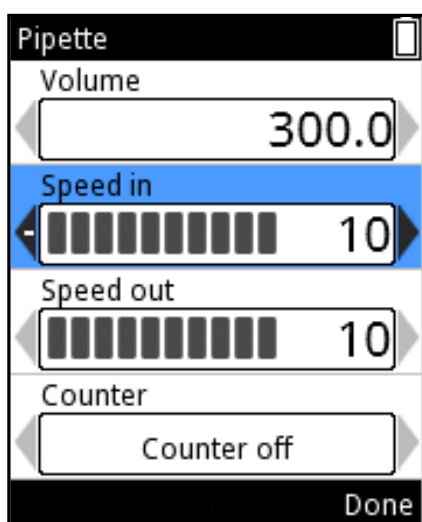 Pipette
Volume
300.0
Speed in
- 10
Speed out
10
Counter
Counter off
Done